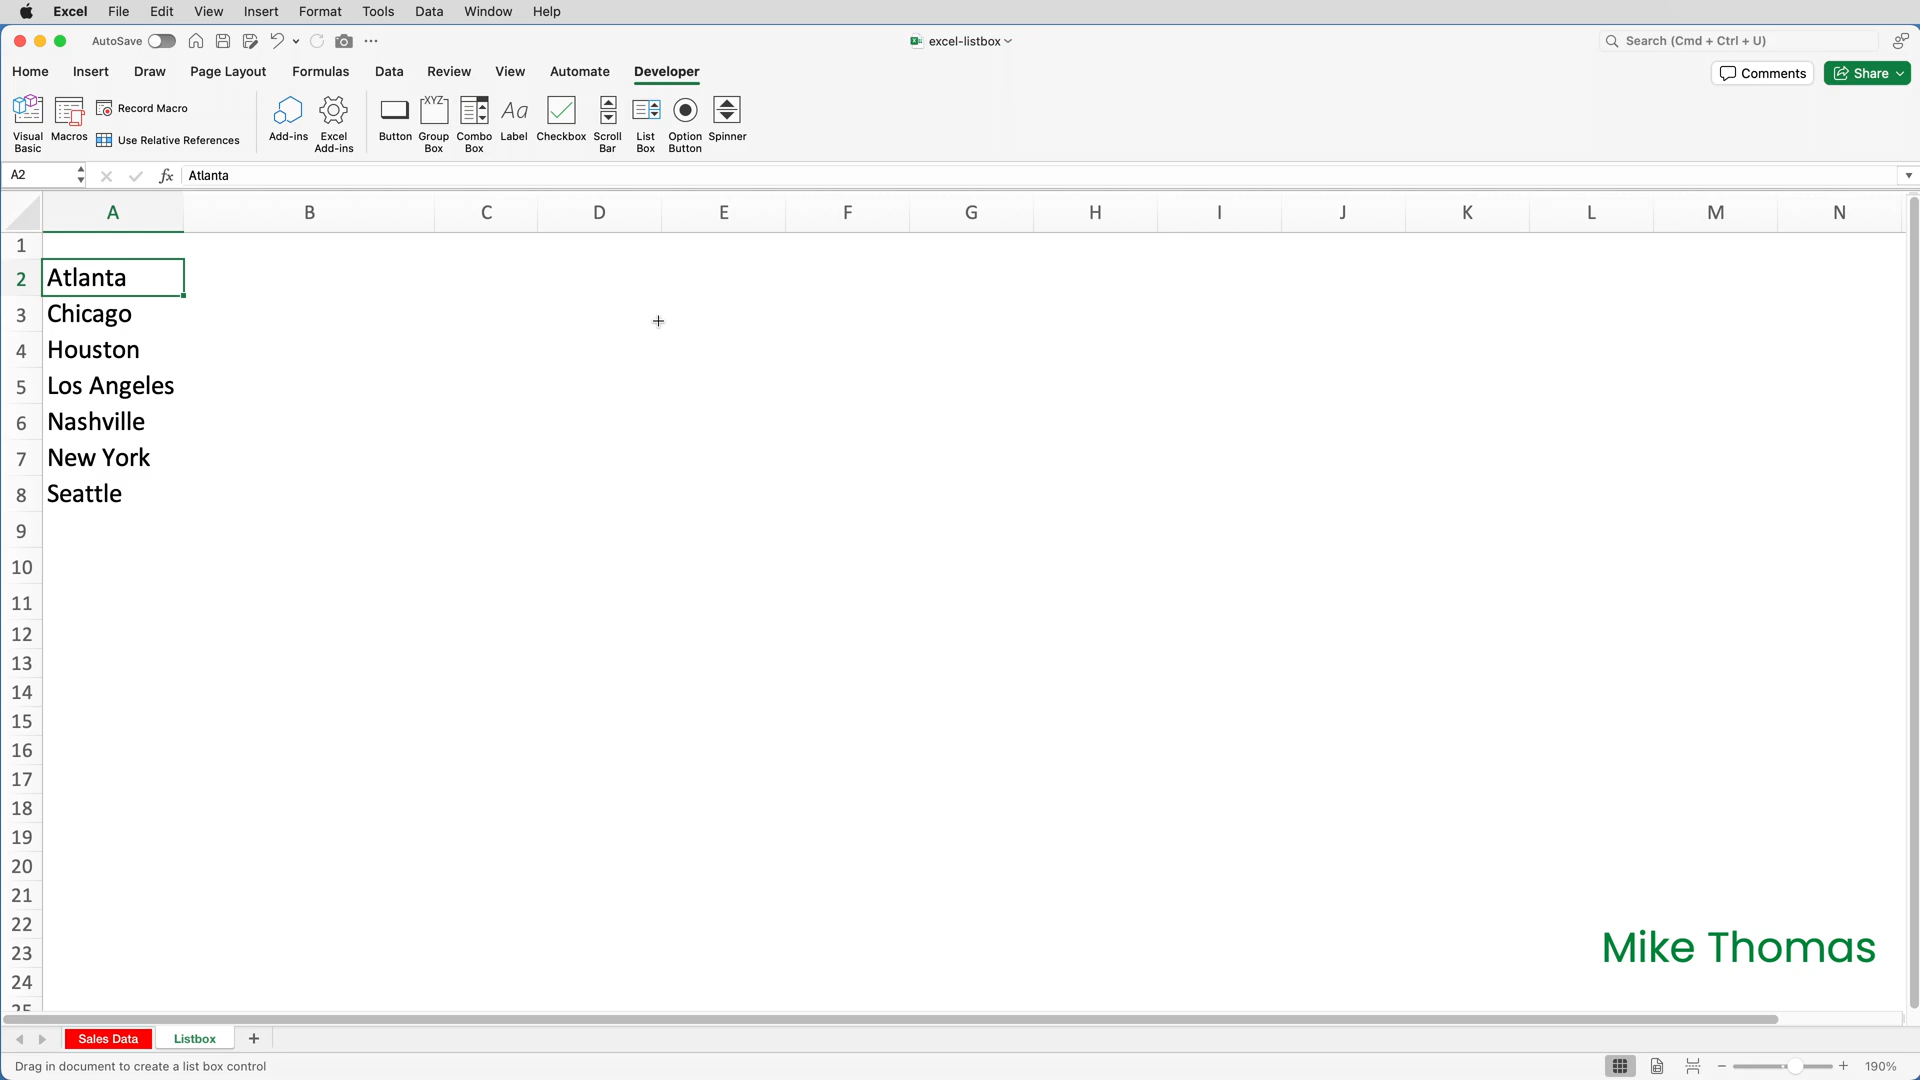 Excel File Edit View Insert Format Tools Data Window Help
AutoSave excel-listbox Search (Cmd + Ctrl + U)
Home Insert Draw Page Layout Formulas Data Review View Automate Developer Comments Share
Visual Basic Macros Record Macro Use Relative References Add-ins Excel Add-ins Button XYZ Group Box Combo Box Aa Label Checkbox Scroll Bar List Box Option Button Spinner
A2 fx Atlanta
A B C D E F G H I J K L M N
1
2 Atlanta
3 Chicago
4 Houston
5 Los Angeles
6 Nashville
7 New York
8 Seattle
9
10
11
12
13
14
15
16
17
18
19
20
21
22
23 Mike Thomas
24
25
Sales Data Listbox +
Drag in document to create a list box control 190%